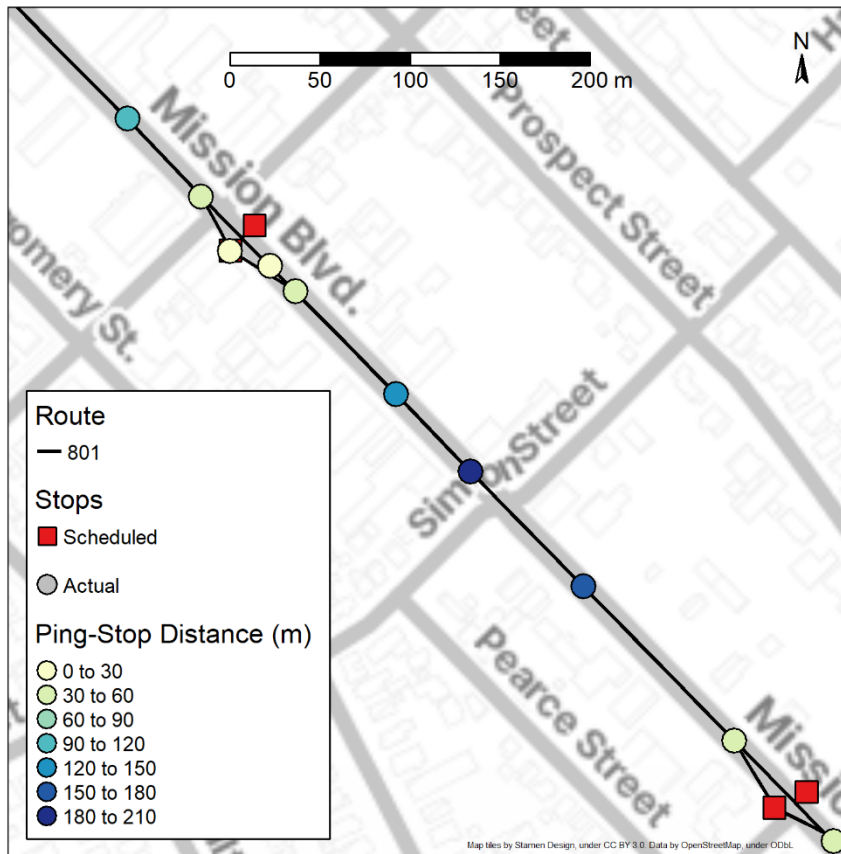 Street
Hi
N
0 50 100 150 200 m
Mission Blvd.
Prospect Street
omery St.
Simon Street
Pearce Street
Missio
Route
801
Stops
Scheduled
Actual
Ping-Stop Distance (m)
0 to 30
30 to 60
60 to 90
90 to 120
120 to 150
150 to 180
180 to 210
Map tiles by Stamen Design, under CC BY 3.0. Data by OpenStreetMap, under ODbL